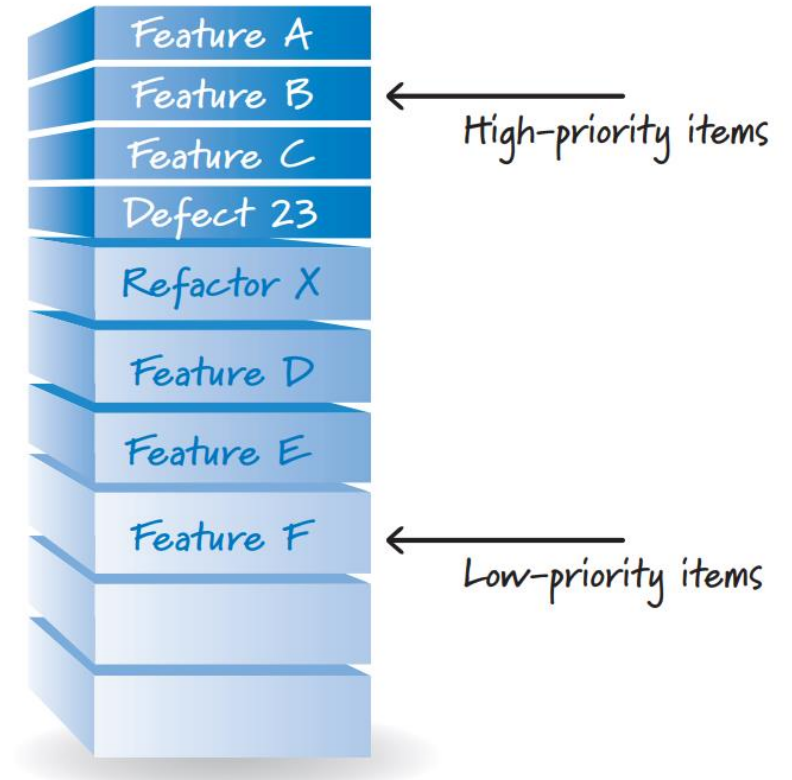 Feature A
Feature B
High-priority items
Feature C
Defect 23
Refactor X
Feature D
Feature E
Feature F
Low-priority items